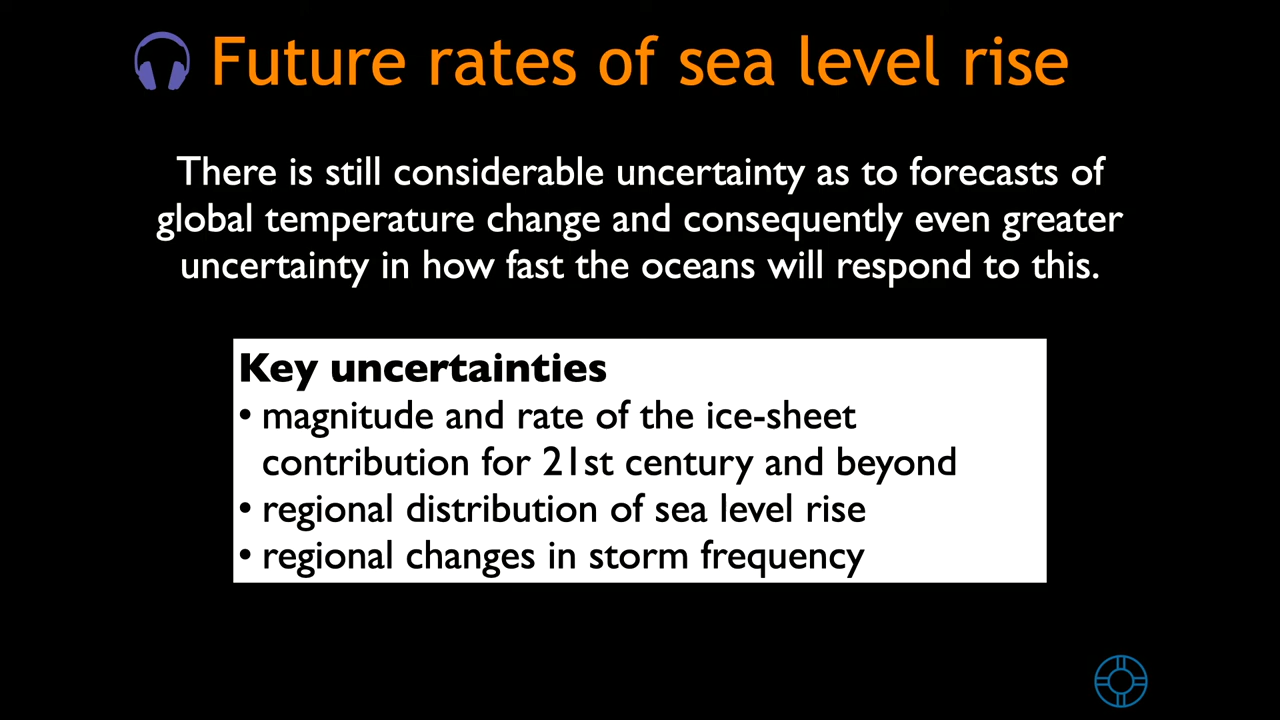 Future rates of sea level rise
There is still considerable uncertainty as to forecasts of
global temperature change and consequently even greater
uncertainty in how fast the oceans will respond to this.
Key uncertainties
• magnitude and rate of the ice-sheet
contribution for 21st century and beyond
• regional distribution of sea level rise
• regional changes in storm frequency